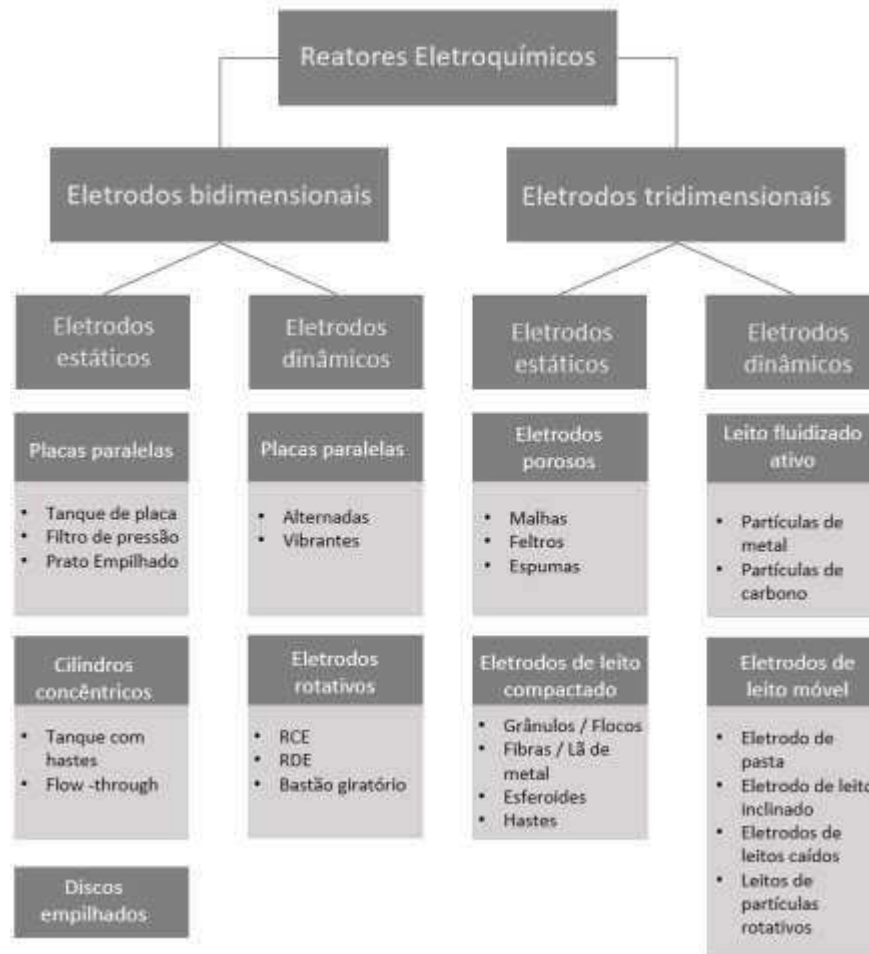 Reatores Eletroquímicos
Eletrodos bidimensionais
Eletrodos tridimensionais
Eletrodos
estáticos
Eletrodos
dinâmicos
Eletrodos
estáticos
Eletrodos
dinâmicos
Placas paralelas
• Tanque de placa
• Filtro de pressão
• Prato Empilhado
Placas paralelas
• Alternadas
• Vibrantes
Eletrodos
porosos
• Malhas
• Feltros
• Espumas
Leito fluidizado
ativo
• Partículas de
metal
• Partículas de
carbono
Cilindros
concêntricos
• Tanque com
hastes
• Flow -through
Eletrodos
rotativos
• RCE
• RDE
• Bastão giratório
Eletrodos de leito
compactado
• Grânulos / Flocos
• Fibras / Lã de
metal
• Esferoides
• Hastes
Eletrodos de
leito móvel
• Eletrodo de
pasta
• Eletrodo de leito
inclinado
• Eletrodos de
leitos caídos
• Leitos de
partículas
rotativos
Discos
empilhados